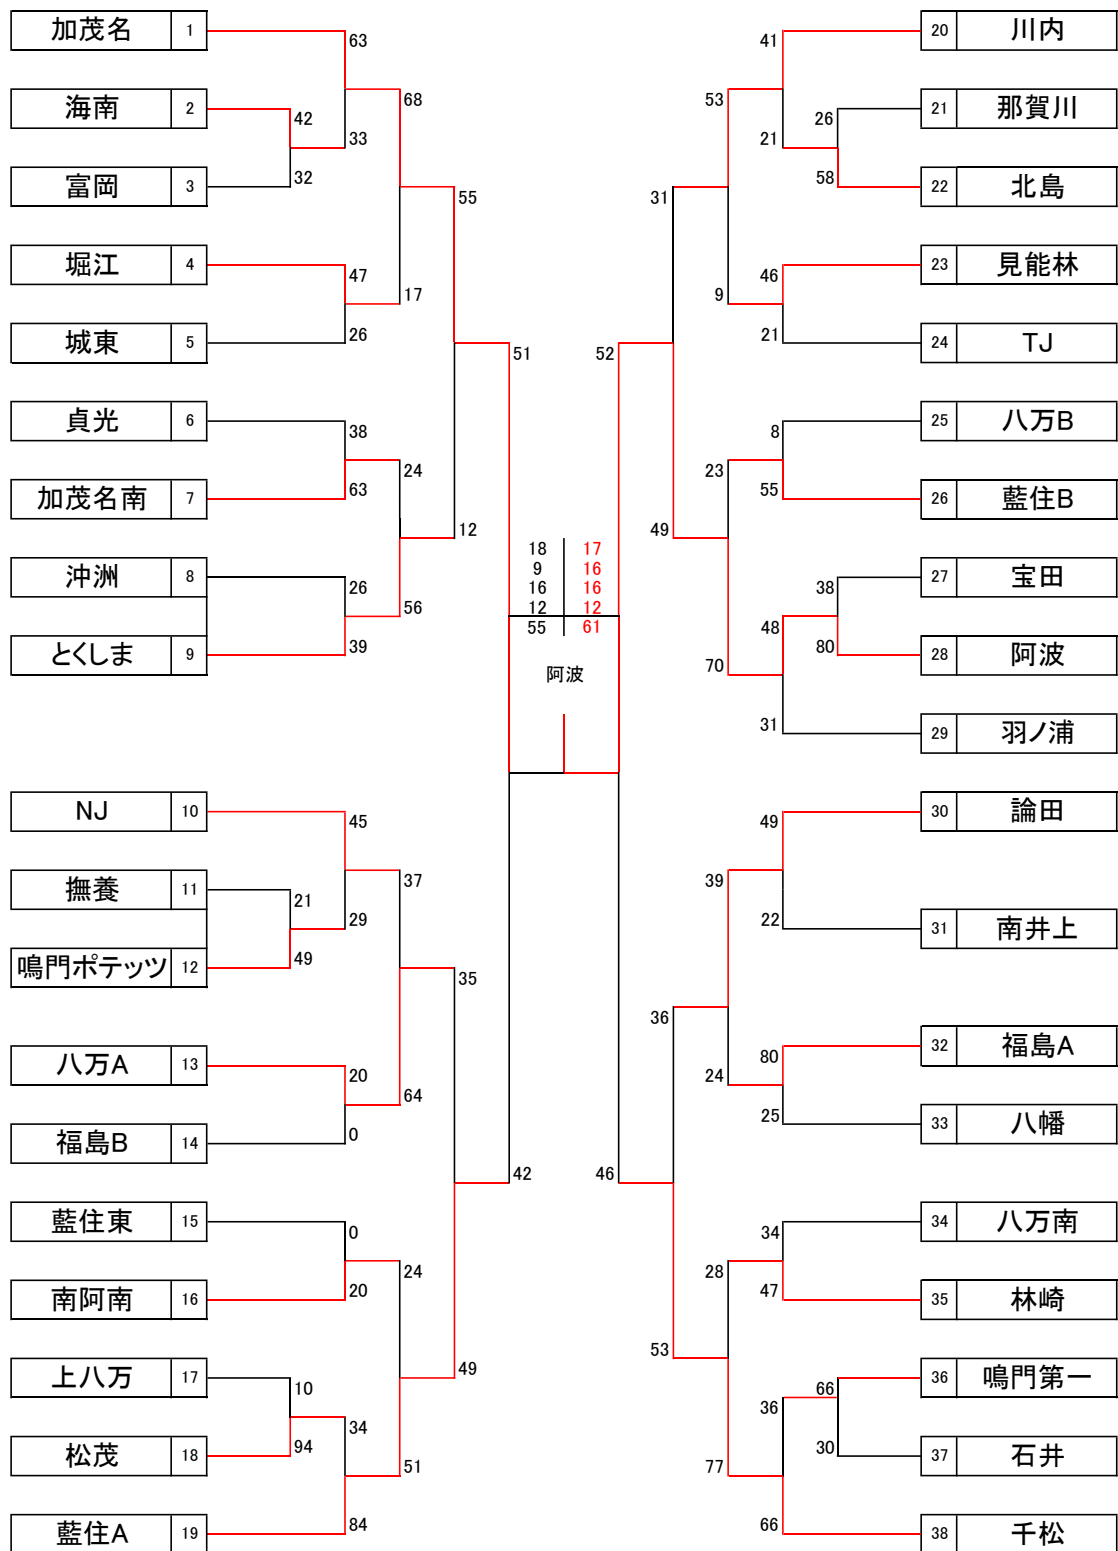 加茂名 1
海南 2
富岡 3
堀江 4
城東 5
貞光 6
加茂名南 7
沖洲 8
とくしま 9
NJ 10
撫養 11
鳴門ポテッツ 12
八万A 13
福島B 14
藍住東 15
南阿南 16
上八万 17
松茂 18
藍住A 19
63
42
33
32
68
47
17
26
55
38
24
63
12
26
56
39
51
45
21
29
49
37
35
20
64
0
42
0
24
20
49
10
34
94
51
84
18 17
9 16
16 16
12 12
55 61
阿波
41
53
26
21
58
31
46
9
21
52
8
23
55
49
38
48
80
70
31
49
39
22
36
80
24
25
46
34
28
47
53
66
36
30
77
66
20 川内
21 那賀川
22 北島
23 見能林
24 TJ
25 八万B
26 藍住B
27 宝田
28 阿波
29 羽ノ浦
30 論田
31 南井上
32 福島A
33 八幡
34 八万南
35 林崎
36 鳴門第一
37 石井
38 千松